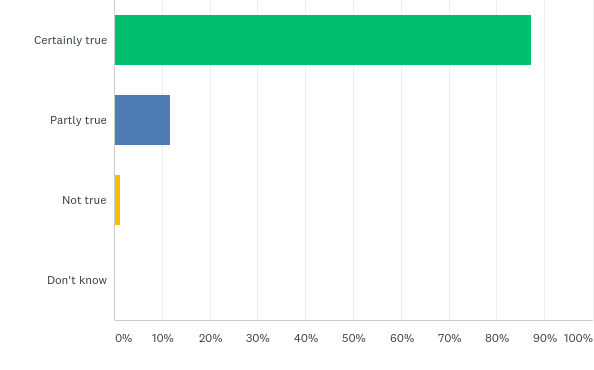 Certainly true
Partly true
Not true
Don't know
0% 10% 20% 30% 40% 50% 60% 70% 80% 90% 100%